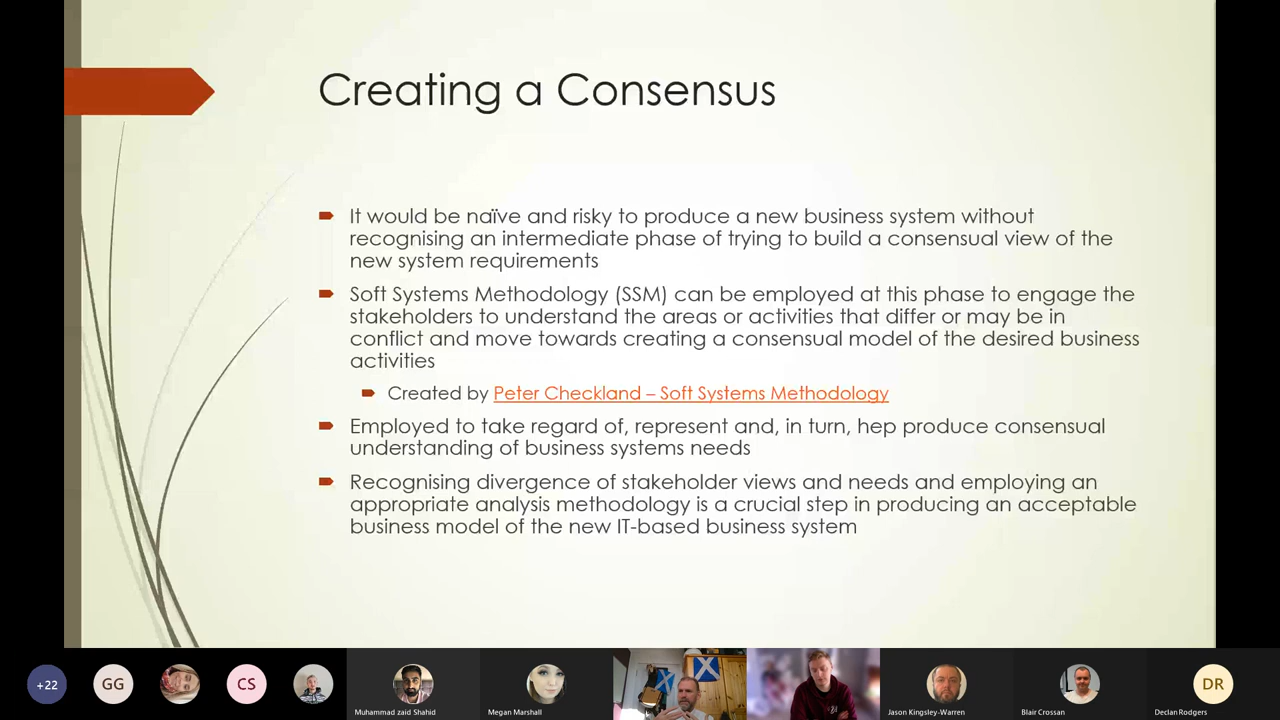 Creating a Consensus
It would be naïve and risky to produce a new business system without
recognising an intermediate phase of trying to build a consensual view of the
new system requirements
Soft Systems Methodology (SSM) can be employed at this phase to engage the
stakeholders to understand the areas or activities that differ or may be in
conflict and move towards creating a consensual model of the desired business
activities
Created by Peter Checkland – Soft Systems Methodology
Employed to take regard of, represent and, in turn, hep produce consensual
understanding of business systems needs
Recognising divergence of stakeholder views and needs and employing an
appropriate analysis methodology is a crucial step in producing an acceptable
business model of the new IT-based business system
+22
GG
CS
DR
Muhammad zaid Shahid
Megan Marshall
Jason Kingsley-Warren
Blair Crossan
Declan Rodgers